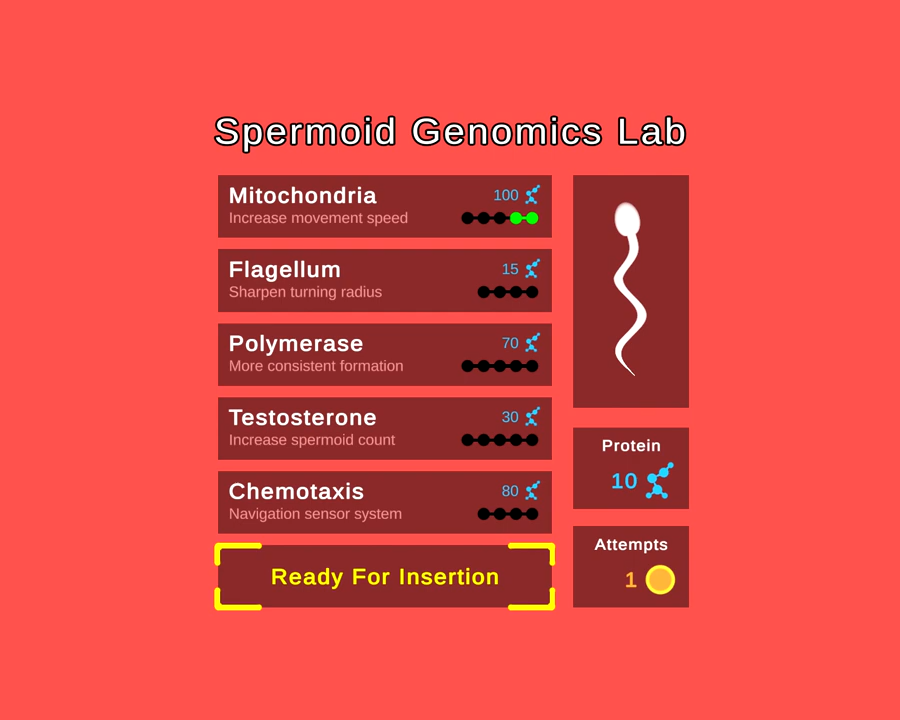 Spermoid Genomics Lab
Mitochondria
100
Increase movement speed
Flagellum
15
Sharpen turning radius
Polymerase
70
More consistent formation
Testosterone
30
Increase spermoid count
Chemotaxis
80
Navigation sensor system
Ready For Insertion
Protein
10
Attempts
1